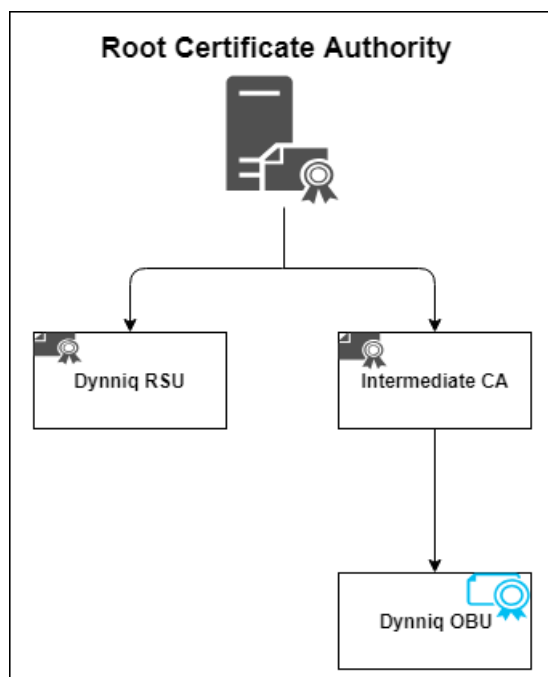 Root Certificate Authority
Dynniq RSU
Intermediate CA
Dynniq OBU